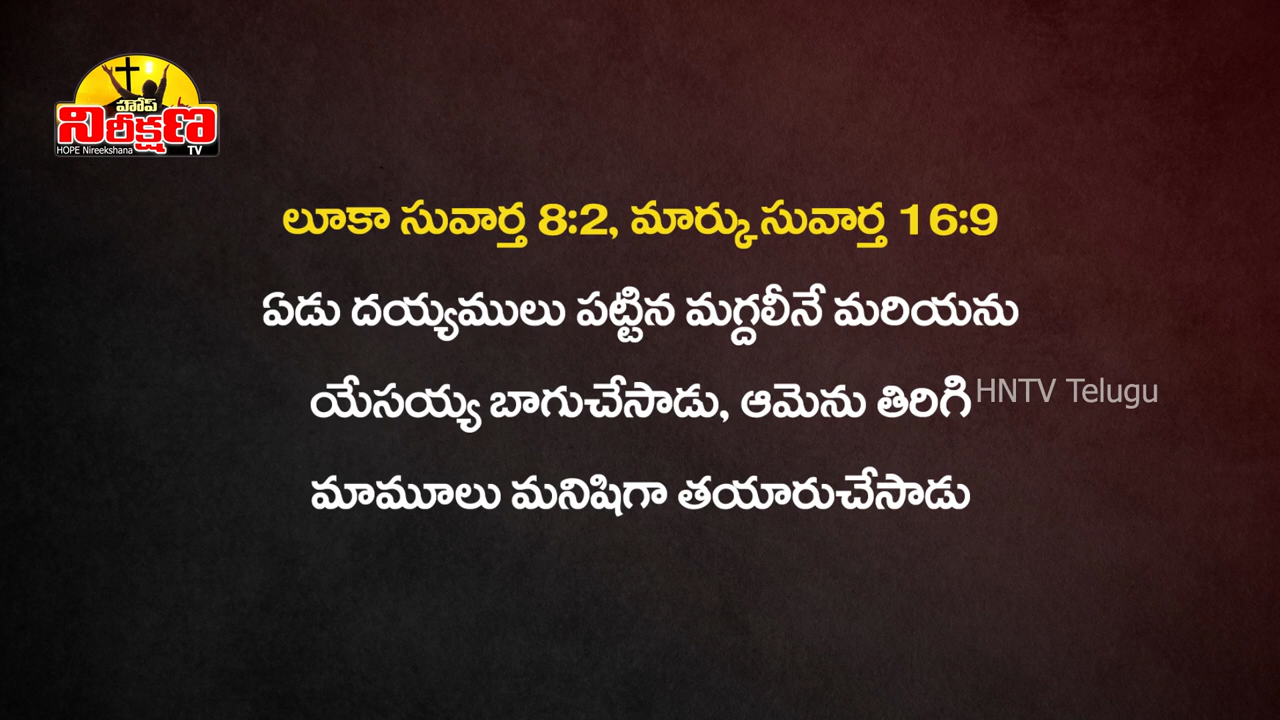 హోప్
నిరీక్షణ
HOPE Nireekshana TV
లూకా సువార్త 8:2, మార్కు సువార్త 16:9
ఏడు దయ్యములు పట్టిన మగ్దలీనే మరియను
యేసయ్య బాగుచేసాడు, ఆమెను తిరిగి
HNTV Telugu
మామూలు మనిషిగా తయారుచేసాడు